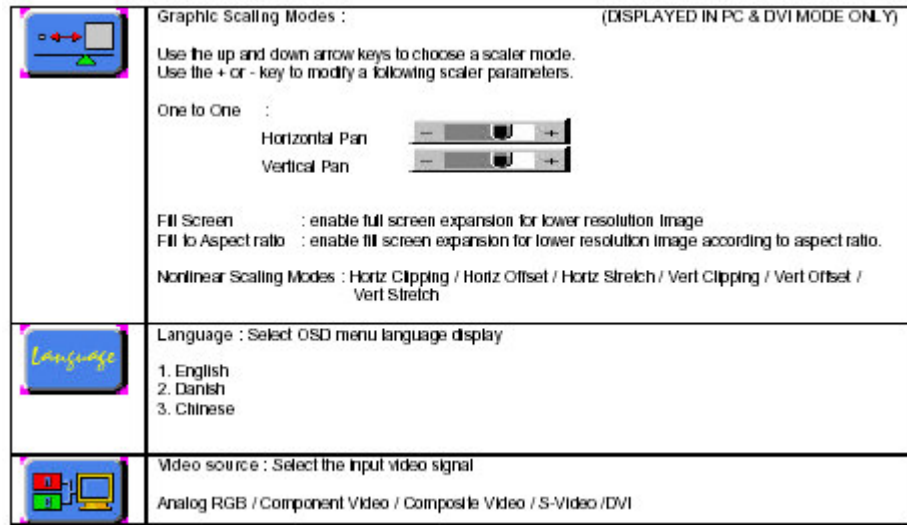 Graphic Scaling Modes : (DISPLAYED IN PC & DVI MODE ONLY)
Use the up and down arrow keys to choose a scaler mode.
Use the + or - key to modify a following scaler parameters.
One to One :
Horizontal Pan − +
Vertical Pan − +
Fill Screen : enable full screen expansion for lower resolution image
Fill to Aspect ratio : enable fill screen expansion for lower resolution image according to aspect ratio.
Nonlinear Scaling Modes : Horiz Clipping / Horiz Offset / Horiz Stretch / Vert Clipping / Vert Offset /
Vert Stretch
Language
Language : Select OSD menu language display
1. English
2. Danish
3. Chinese
Video source : Select the input video signal
Analog RGB / Component Video / Composite Video / S-Video /DVI